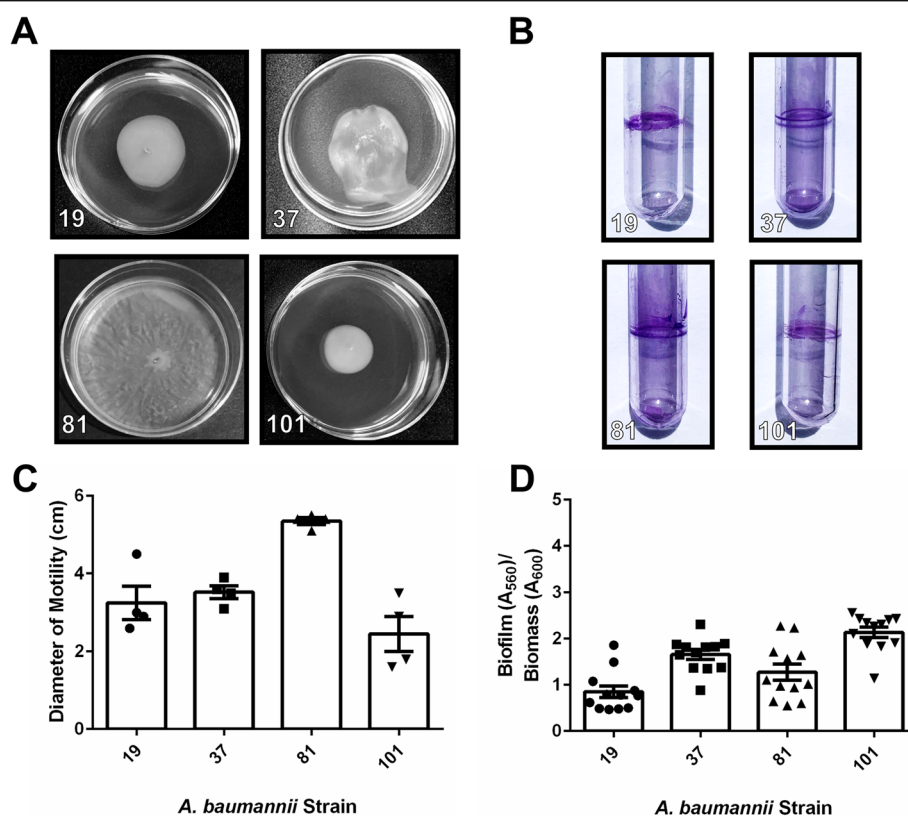 A
B
19
37
19
37
81
101
81
101
C
D
Diameter of Motility (cm)
6
4
2
0
19
37
81
101
A. baumannii Strain
Biofilm (A560)/
Biomass (A600)
5
4
3
2
1
0
19
37
81
101
A. baumannii Strain